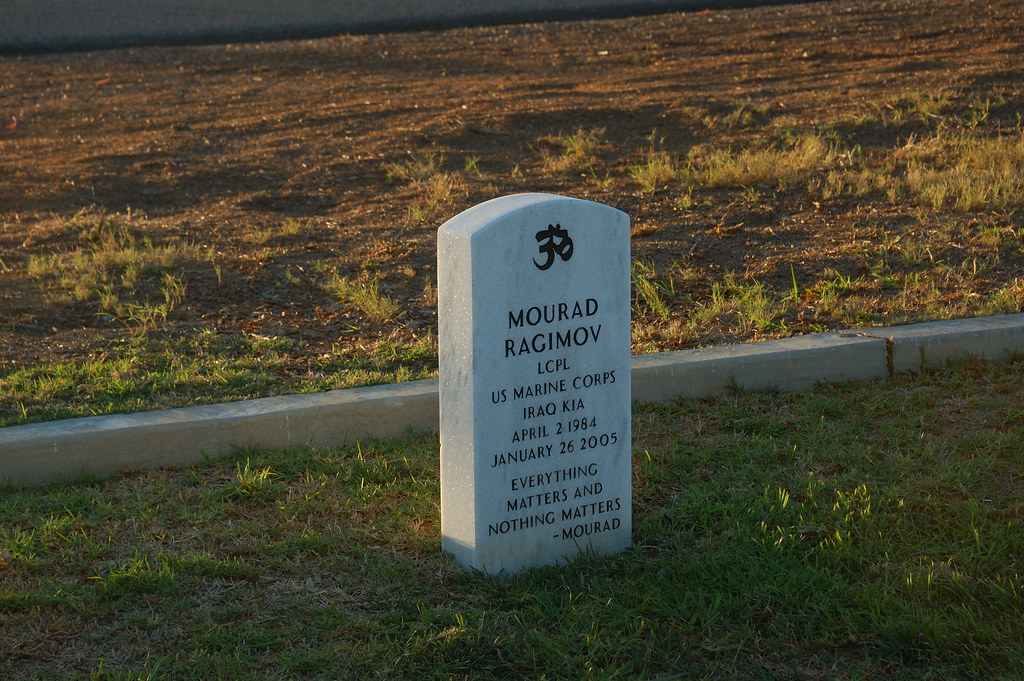 ॐ
MOURAD
RAGIMOV
LCPL
US MARINE CORPS
IRAQ KIA
APRIL 2 1984
JANUARY 26 2005
EVERYTHING
MATTERS AND
NOTHING MATTERS
-MOURAD